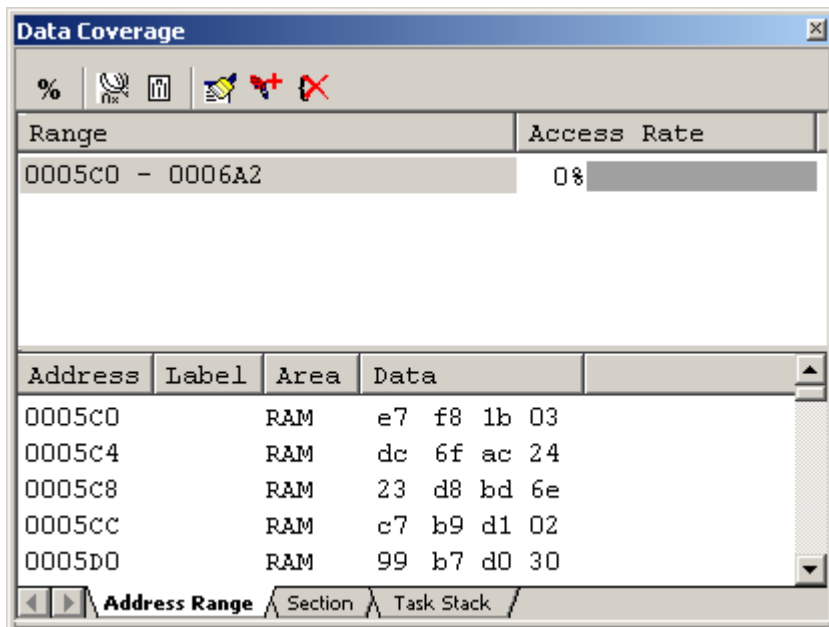 Data Coverage
%
Range Access Rate
0005C0 - 0006A2 0%
Address Label Area Data
0005C0 RAM e7 f8 1b 03
0005C4 RAM dc 6f ac 24
0005C8 RAM 23 d8 bd 6e
0005CC RAM c7 b9 d1 02
0005D0 RAM 99 b7 d0 30
Address Range Section Task Stack